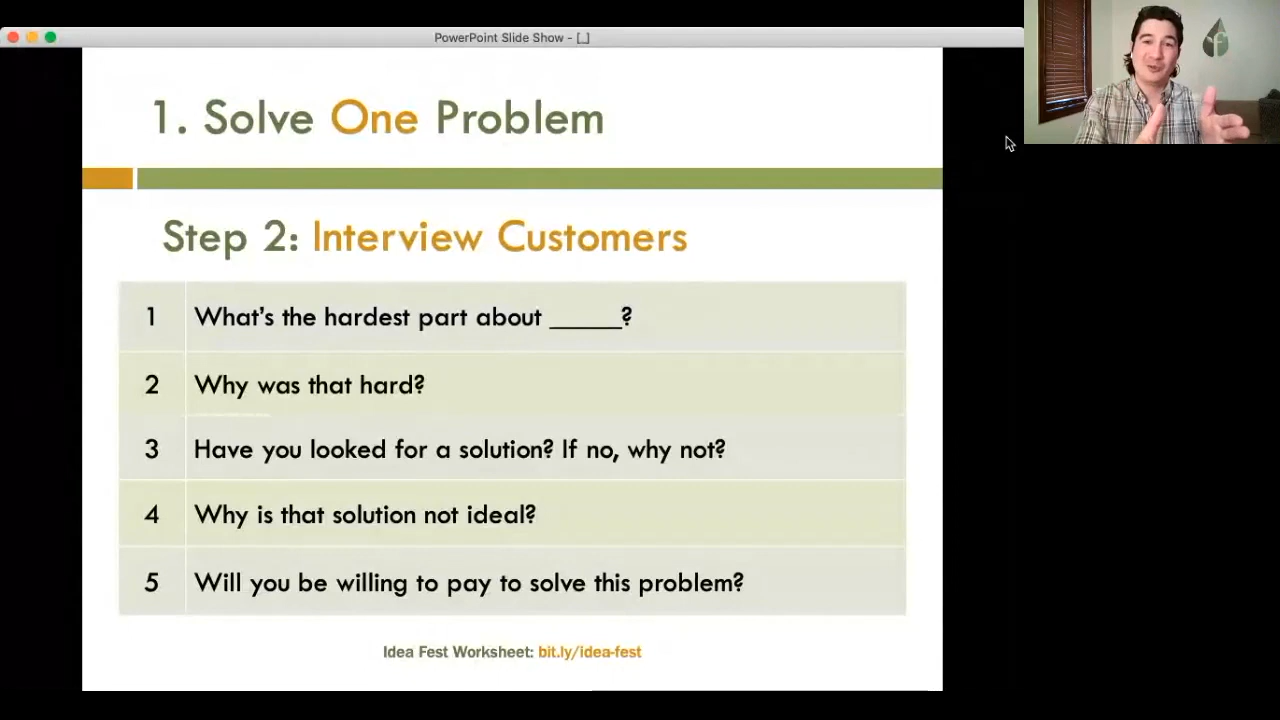 PowerPoint Slide Show - [_]
1. Solve One Problem
Step 2: Interview Customers
1 What's the hardest part about _____?
2 Why was that hard?
3 Have you looked for a solution? If no, why not?
4 Why is that solution not ideal?
5 Will you be willing to pay to solve this problem?
Idea Fest Worksheet: bit.ly/idea-fest